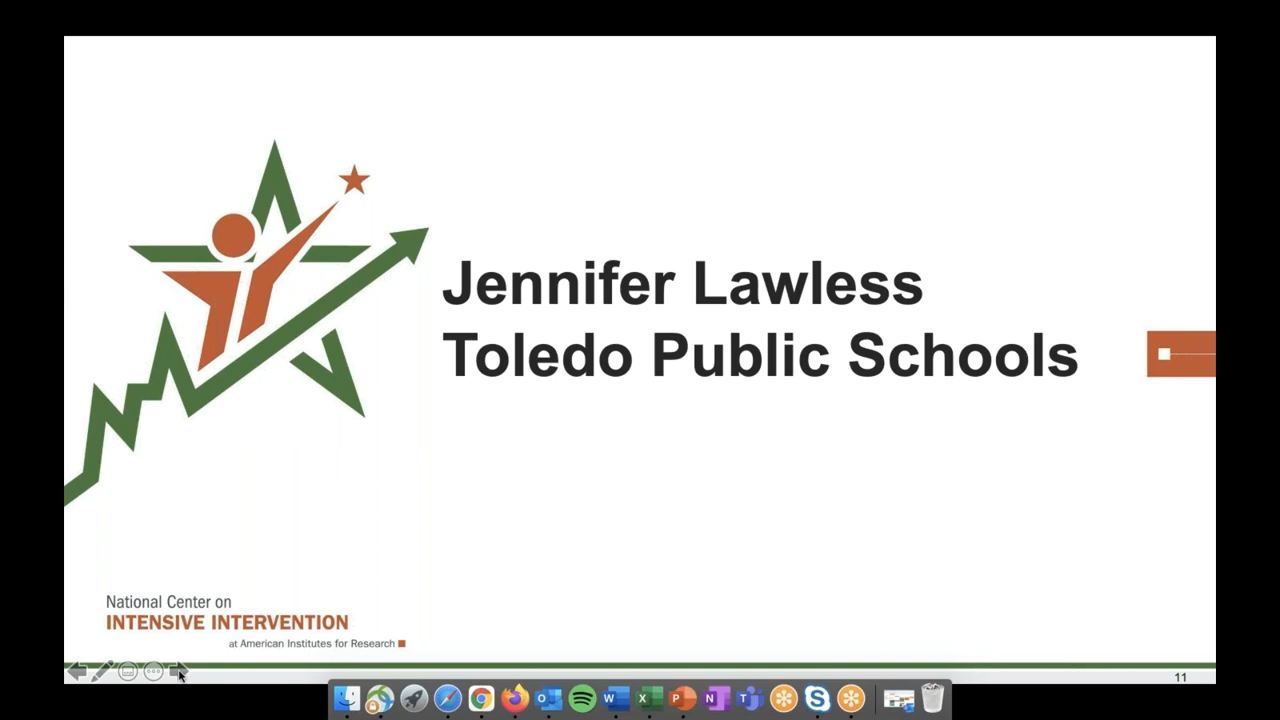 Jennifer Lawless
Toledo Public Schools
National Center on
INTENSIVE INTERVENTION
at American Institutes for Research
11